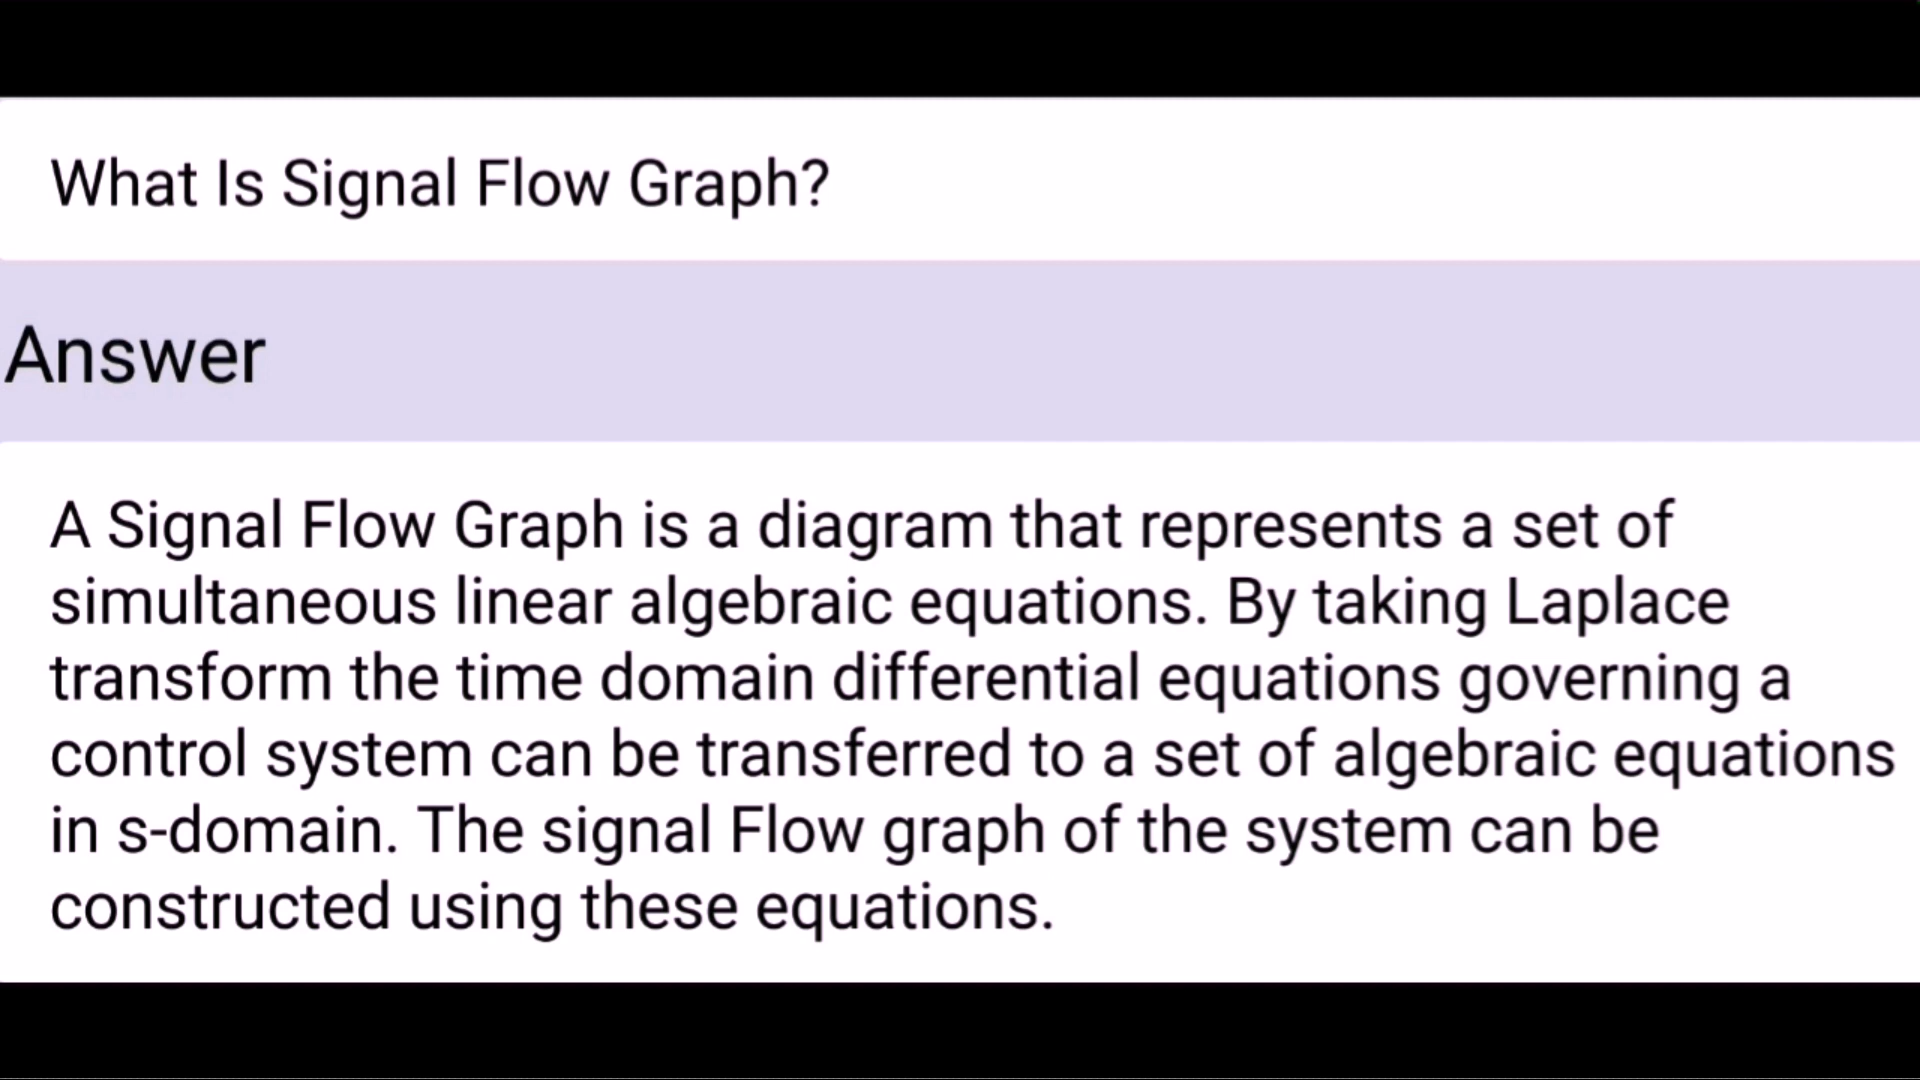 What Is Signal Flow Graph?
Answer
A Signal Flow Graph is a diagram that represents a set of
simultaneous linear algebraic equations. By taking Laplace
transform the time domain differential equations governing a
control system can be transferred to a set of algebraic equations
in s-domain. The signal Flow graph of the system can be
constructed using these equations.